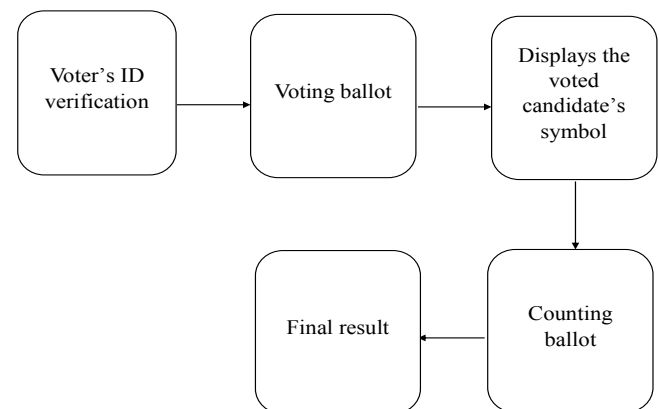 Voter’s ID
verification
Voting ballot
Displays the
voted
candidate’s
symbol
Counting
ballot
Final result